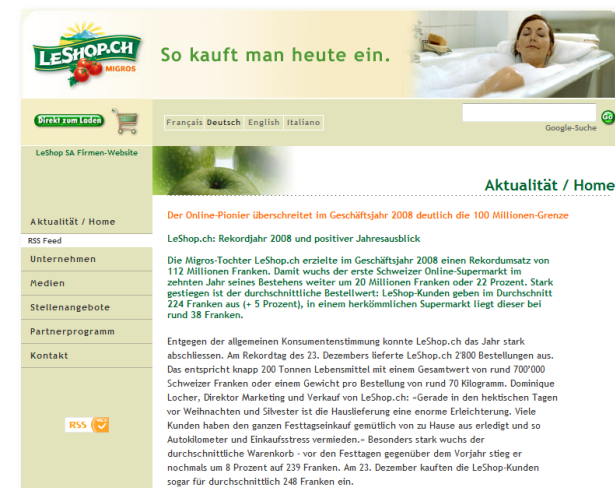 LESHOP.CH
MIGROS
So kauft man heute ein.
Direkt zum Laden
Français Deutsch English Italiano
Go
Google-Suche
LeShop SA Firmen-Website
Aktualität / Home
Aktualität / Home
RSS Feed
Unternehmen
Medien
Stellenangebote
Partnerprogramm
Kontakt
RSS
Der Online-Pionier überschreitet im Geschäftsjahr 2008 deutlich die 100 Millionen-Grenze
LeShop.ch: Rekordjahr 2008 und positiver Jahresausblick
Die Migros-Tochter LeShop.ch erzielte im Geschäftsjahr 2008 einen Rekordumsatz von
112 Millionen Franken. Damit wuchs der erste Schweizer Online-Supermarkt im
zehnten Jahr seines Bestehens weiter um 20 Millionen Franken oder 22 Prozent. Stark
gestiegen ist der durchschnittliche Bestellwert: LeShop-Kunden geben im Durchschnitt
224 Franken aus (+ 5 Prozent), in einem herkömmlichen Supermarkt liegt dieser bei
rund 38 Franken.
Entgegen der allgemeinen Konsumentenstimmung konnte LeShop.ch das Jahr stark
abschliessen. Am Rekordtag des 23. Dezembers lieferte LeShop.ch 2'800 Bestellungen aus.
Das entspricht knapp 200 Tonnen Lebensmittel mit einem Gesamtwert von rund 700'000
Schweizer Franken oder einem Gewicht pro Bestellung von rund 70 Kilogramm. Dominique
Locher, Direktor Marketing und Verkauf von LeShop.ch: «Gerade in den hektischen Tagen
vor Weihnachten und Silvester ist die Hauslieferung eine enorme Erleichterung. Viele
Kunden haben den ganzen Festtagseinkauf gemütlich von zu Hause aus erledigt und so
Autokilometer und Einkaufsstress vermieden.» Besonders stark wuchs der
durchschnittliche Warenkorb - vor den Festtagen gegenüber dem Vorjahr stieg er
nochmals um 8 Prozent auf 239 Franken. Am 23. Dezember kauften die LeShop-Kunden
sogar für durchschnittlich 248 Franken ein.